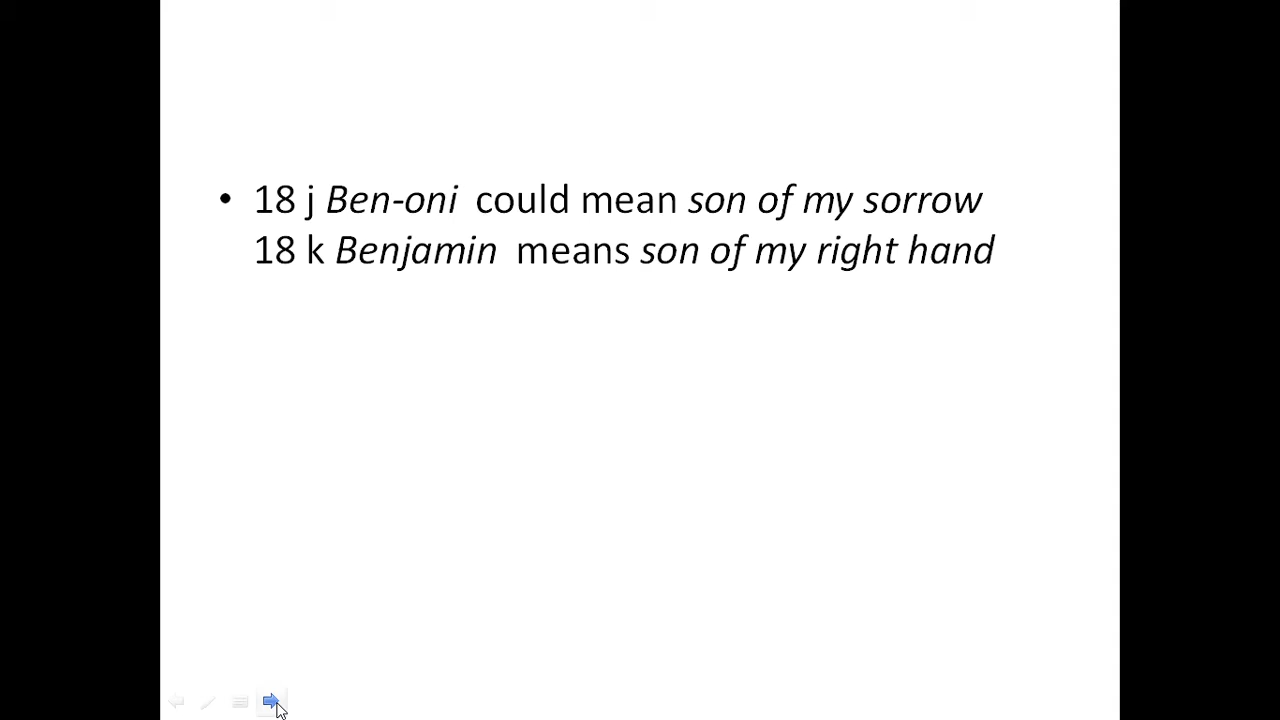 • 18 j Ben-oni could mean son of my sorrow
18 k Benjamin means son of my right hand